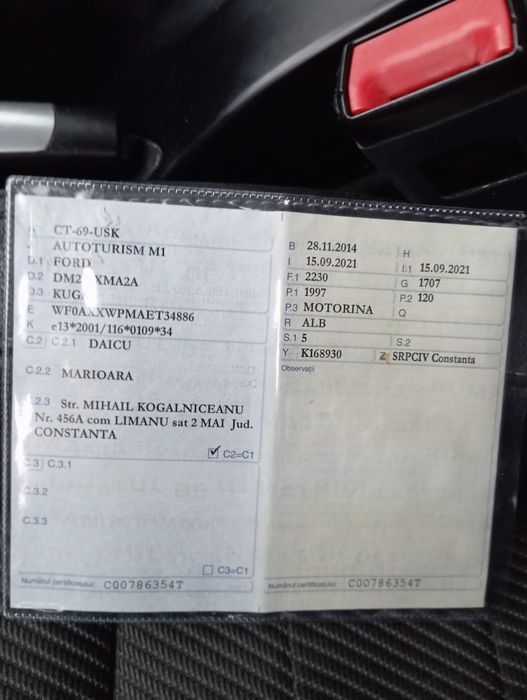 A CT-69-USK
J AUTOTURISM M1
D.1 FORD
D.2 DM2 XMA2A
D.3 KUGA
E WF0AXXWPMAET34886
K e13*2001/116*0109*34
C.2 C.2.1 DAICU
C.2.2 MARIOARA
C.2.3 Str. MIHAIL KOGALNICEANU
Nr. 456A com LIMANU sat 2 MAI Jud.
CONSTANTA
C2=C1
C.3 C.3.1
C.3.2
C.3.3
C3=C1
Numărul certificatului C00786354T
B 28.11.2014 H
I 15.09.2021 I.1 15.09.2021
F.1 2230 G 1707
P.1 1997 P.2 120
P.3 MOTORINA Q
R ALB
S.1 5 S.2
Y K168930 Z SRPCIV Constanta
Observații
Numărul certificatului C00786354T